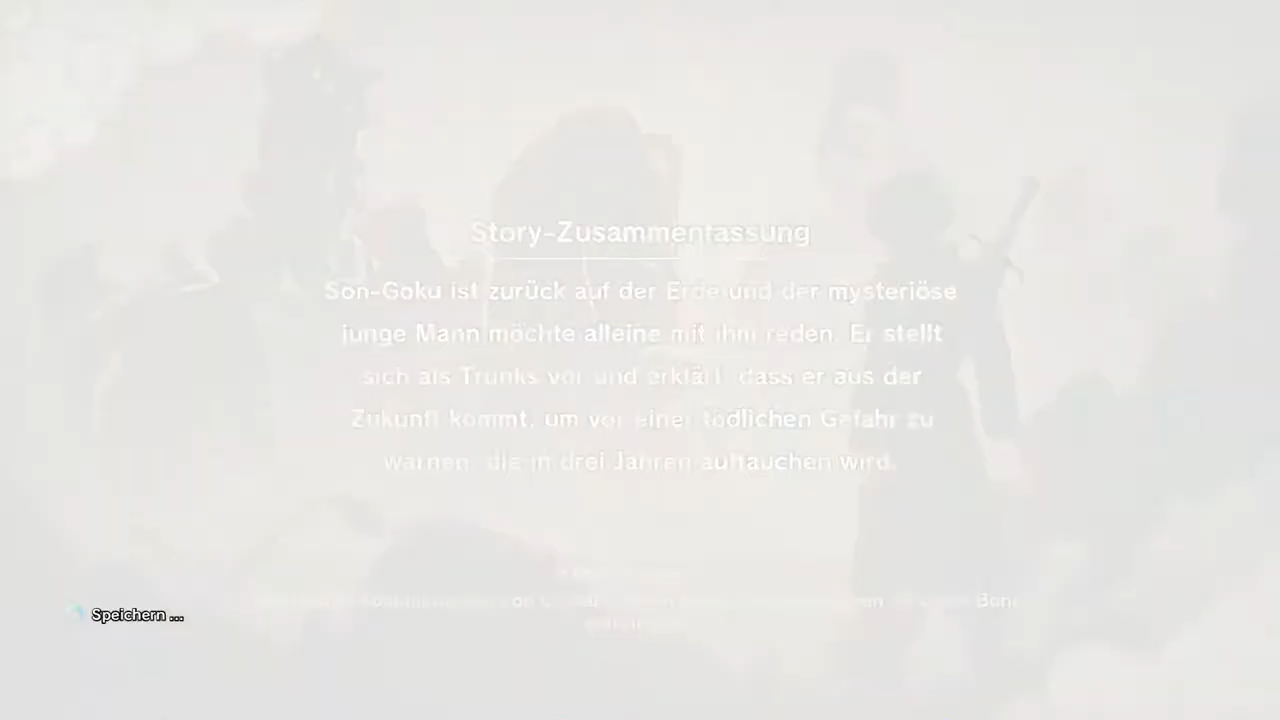 Story-Zusammenfassung
Son-Goku ist zurück auf der Erde und der mysteriöse
junge Mann möchte alleine mit ihm reden. Er stellt
sich als Trunks vor und erklärt, dass er aus der
Zukunft kommt, um vor einer tödlichen Gefahr zu
warnen, die in drei Jahren auftauchen wird.
Speichern ...